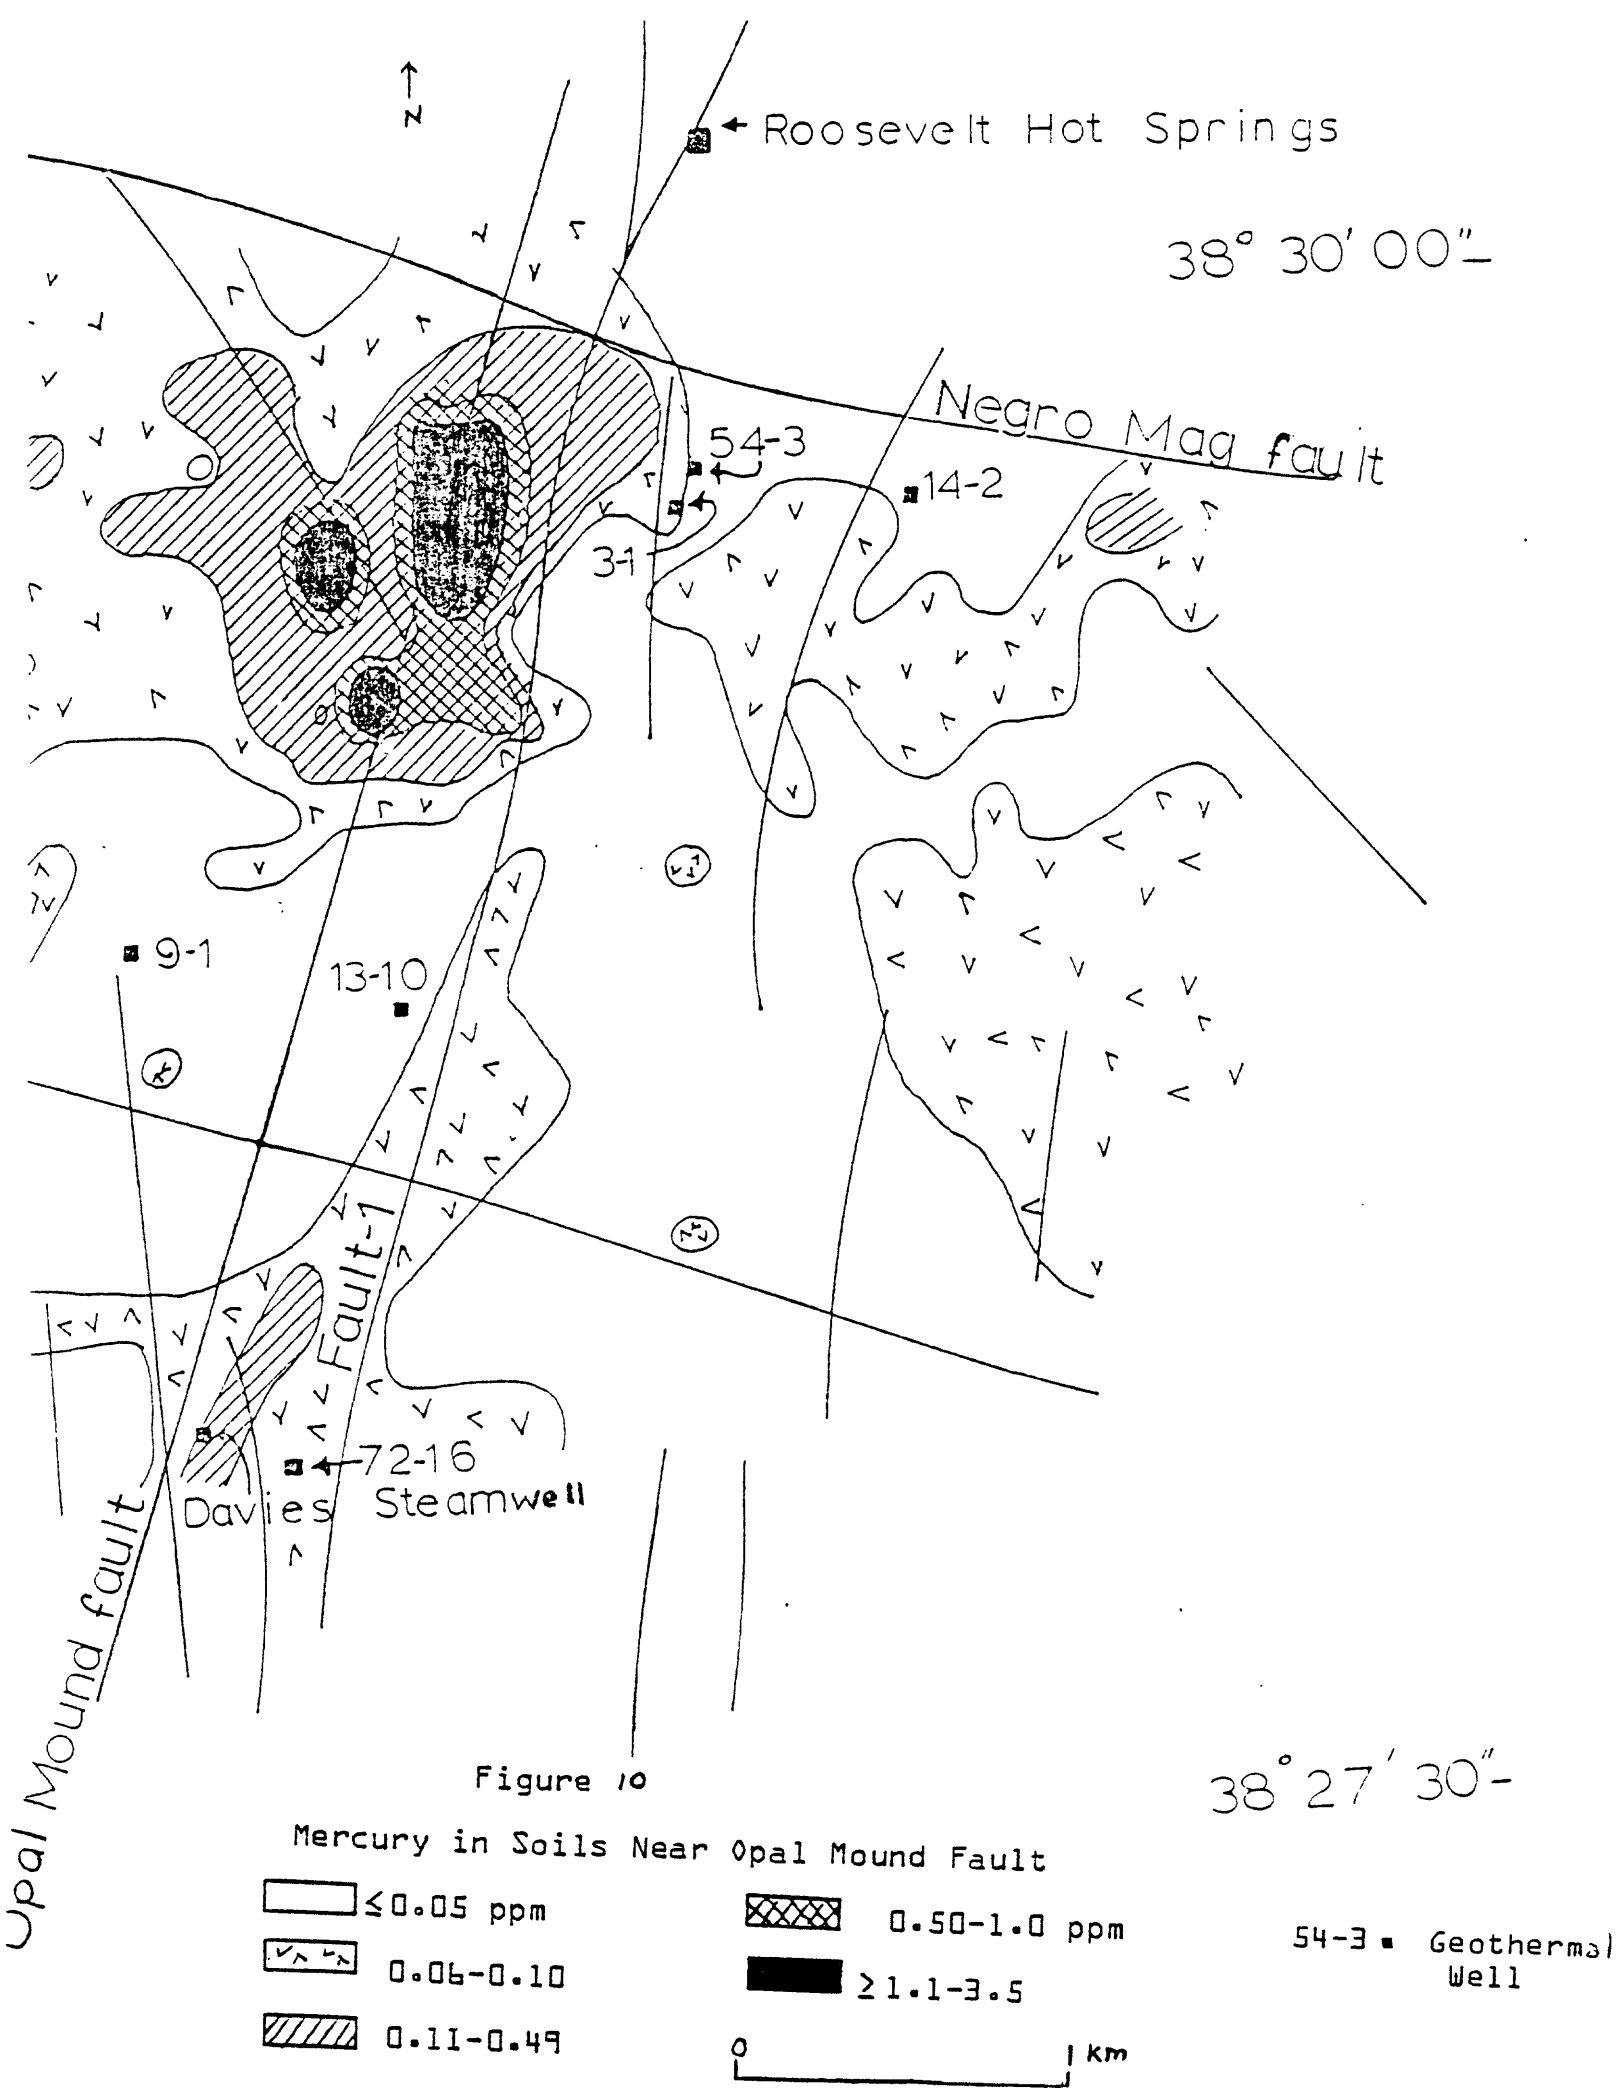 N
Roosevelt Hot Springs
38° 30' 00"
Negro Mag fault
54-3
14-2
3-1
9-1
13-10
Fault-1
72-16
Davies Steamwell
Opal Mound fault
Figure 10
38° 27' 30"
Mercury in Soils Near Opal Mound Fault
≤0.05 ppm
0.06-0.10
0.11-0.49
0.50-1.0 ppm
≥1.1-3.5
0 1 km
54-3 ▪ Geothermal
Well